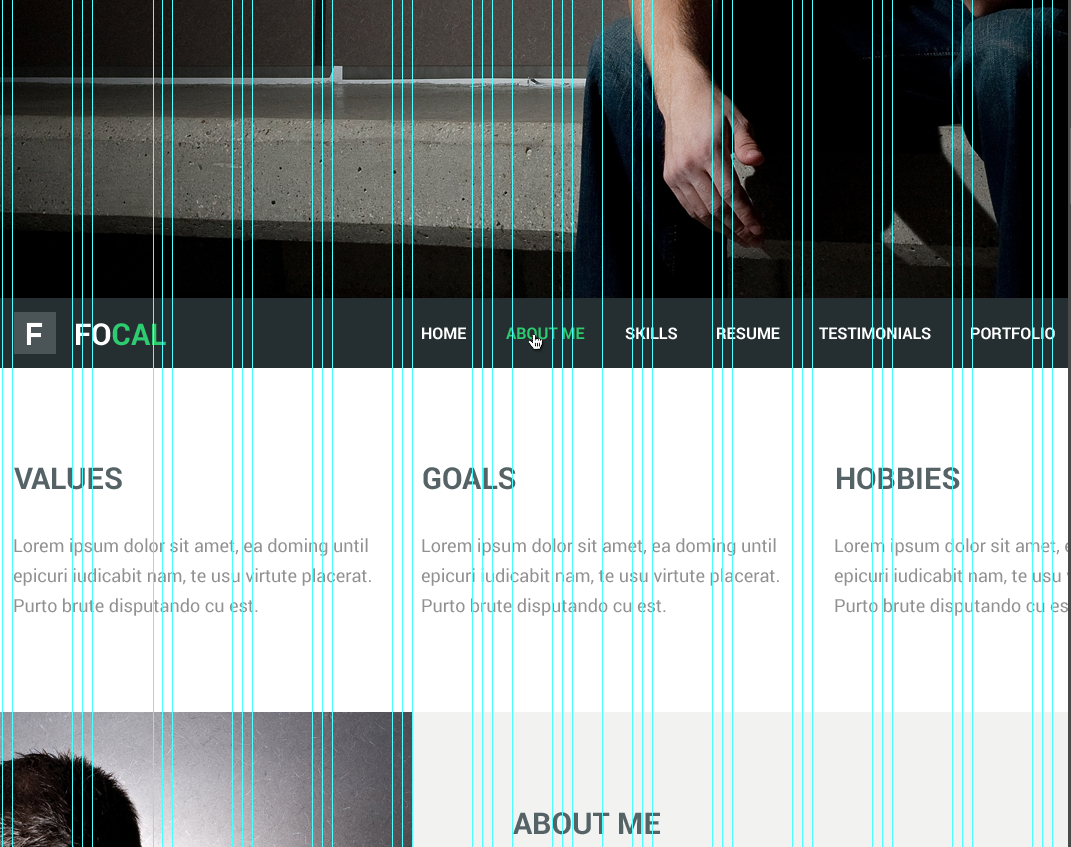 F FOCAL HOME ABOUT ME SKILLS RESUME TESTIMONIALS PORTFOLIO
VALUES
Lorem ipsum dolor sit amet, ea doming until
epicuri iudicabit nam, te usu virtute placerat.
Purto brute disputando cu est.
GOALS
Lorem ipsum dolor sit amet, ea doming until
epicuri iudicabit nam, te usu virtute placerat.
Purto brute disputando cu est.
HOBBIES
Lorem ipsum dolor sit amet,
epicuri iudicabit nam, te usu
Purto brute disputando cu es
ABOUT ME